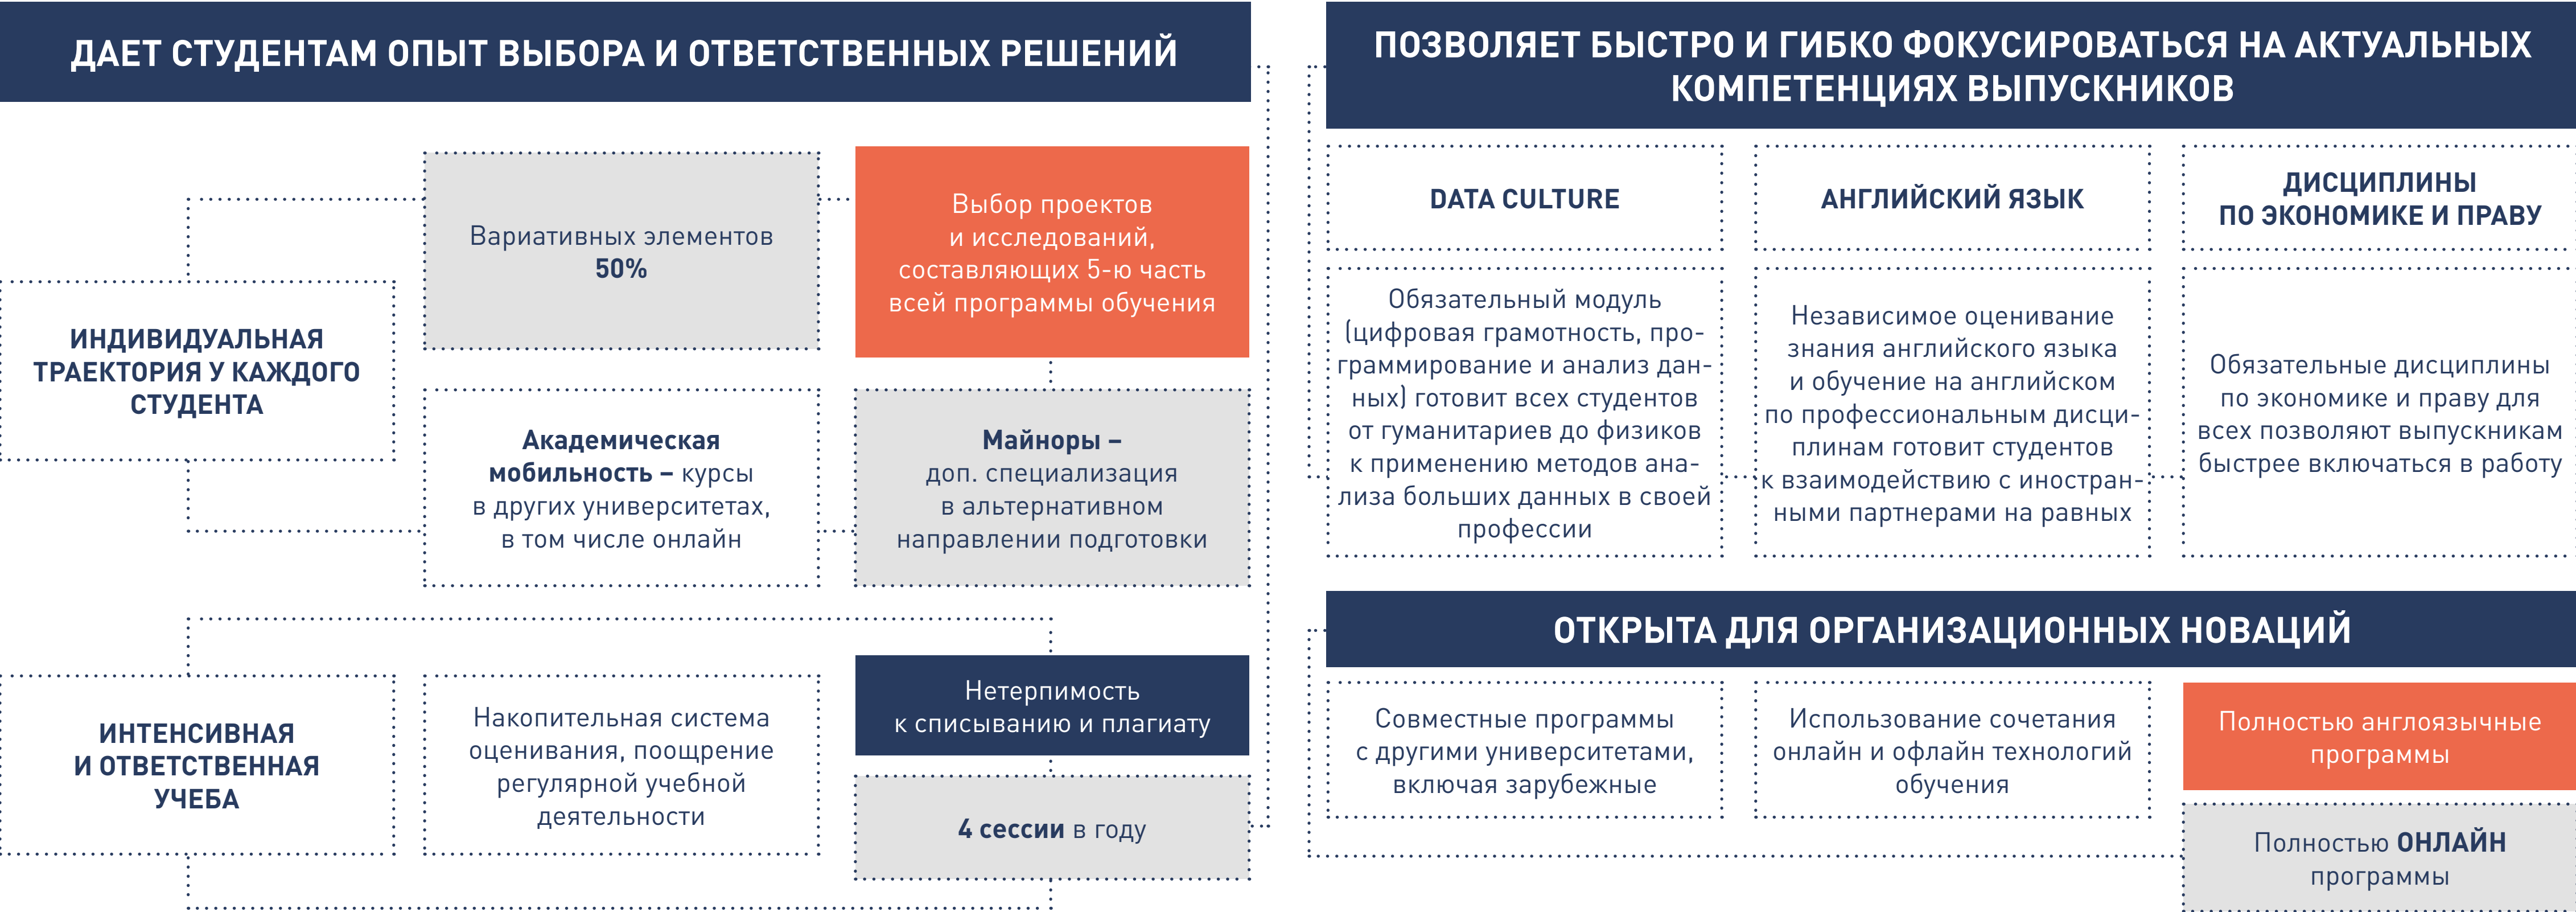 ДАЕТ СТУДЕНТАМ ОПЫТ ВЫБОРА И ОТВЕТСТВЕННЫХ РЕШЕНИЙ
ИНДИВИДУАЛЬНАЯ
ТРАЕКТОРИЯ У КАЖДОГО
СТУДЕНТА
Вариативных элементов
50%
Выбор проектов
и исследований,
составляющих 5-ю часть
всей программы обучения
Академическая
мобильность – курсы
в других университетах,
в том числе онлайн
Майноры –
доп. специализация
в альтернативном
направлении подготовки
ИНТЕНСИВНАЯ
И ОТВЕТСТВЕННАЯ
УЧЕБА
Накопительная система
оценивания, поощрение
регулярной учебной
деятельности
Нетерпимость
к списыванию и плагиату
4 сессии в году
ПОЗВОЛЯЕТ БЫСТРО И ГИБКО ФОКУСИРОВАТЬСЯ НА АКТУАЛЬНЫХ
КОМПЕТЕНЦИЯХ ВЫПУСКНИКОВ
DATA CULTURE
Обязательный модуль
(цифровая грамотность, про-
граммирование и анализ дан-
ных) готовит всех студентов
от гуманитариев до физиков
к применению методов ана-
лиза больших данных в своей
профессии
АНГЛИЙСКИЙ ЯЗЫК
Независимое оценивание
знания английского языка
и обучение на английском
по профессиональным дисци-
плинам готовит студентов
к взаимодействию с иностран-
ными партнерами на равных
ДИСЦИПЛИНЫ
ПО ЭКОНОМИКЕ И ПРАВУ
Обязательные дисциплины
по экономике и праву для
всех позволяют выпускникам
быстрее включаться в работу
ОТКРЫТА ДЛЯ ОРГАНИЗАЦИОННЫХ НОВАЦИЙ
Совместные программы
с другими университетами,
включая зарубежные
Использование сочетания
онлайн и офлайн технологий
обучения
Полностью англоязычные
программы
Полностью ОНЛАЙН
программы